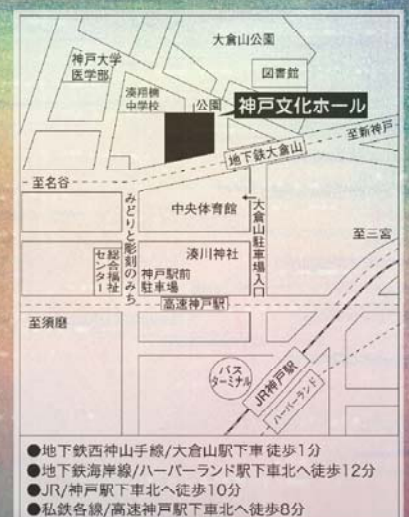 大倉山公園
神戸大学
医学部
図書館
湊翔楠
中学校
公園
神戸文化ホール
至新神戸
地下鉄大倉山
至名谷
みどりと彫刻のみち
中央体育館
大倉山駐車場入口
至三宮
総合福祉
センター
湊川神社
神戸駅前
駐車場
高速神戸駅
至須磨
バス
ターミナル
JR神戸駅
ハーバーランド
●地下鉄西神山手線/大倉山駅下車徒歩1分
●地下鉄海岸線/ハーバーランド駅下車北へ徒歩12分
●JR/神戸駅下車北へ徒歩10分
●私鉄各線/高速神戸駅下車北へ徒歩8分